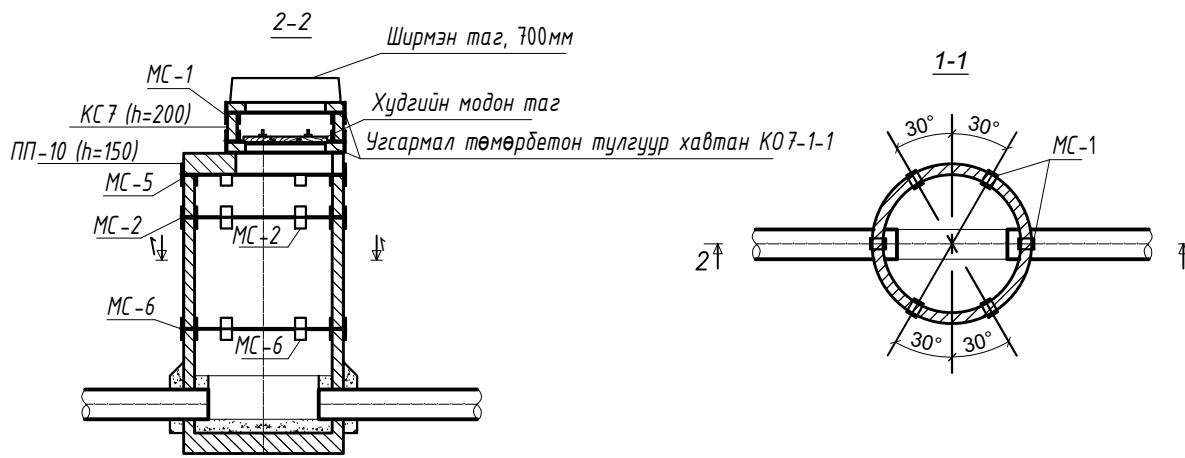 2-2
Ширмэн таг, 700мм
МС-1
КС7 (h=200)
Худгийн модон таг
Угсармал төмөрбетон тулгуур хавтан КО7-1-1
ПП-10 (h=150)
МС-5
МС-2
МС-2
1
1
МС-6
МС-6
1-1
30°
30°
МС-1
2
30°
30°